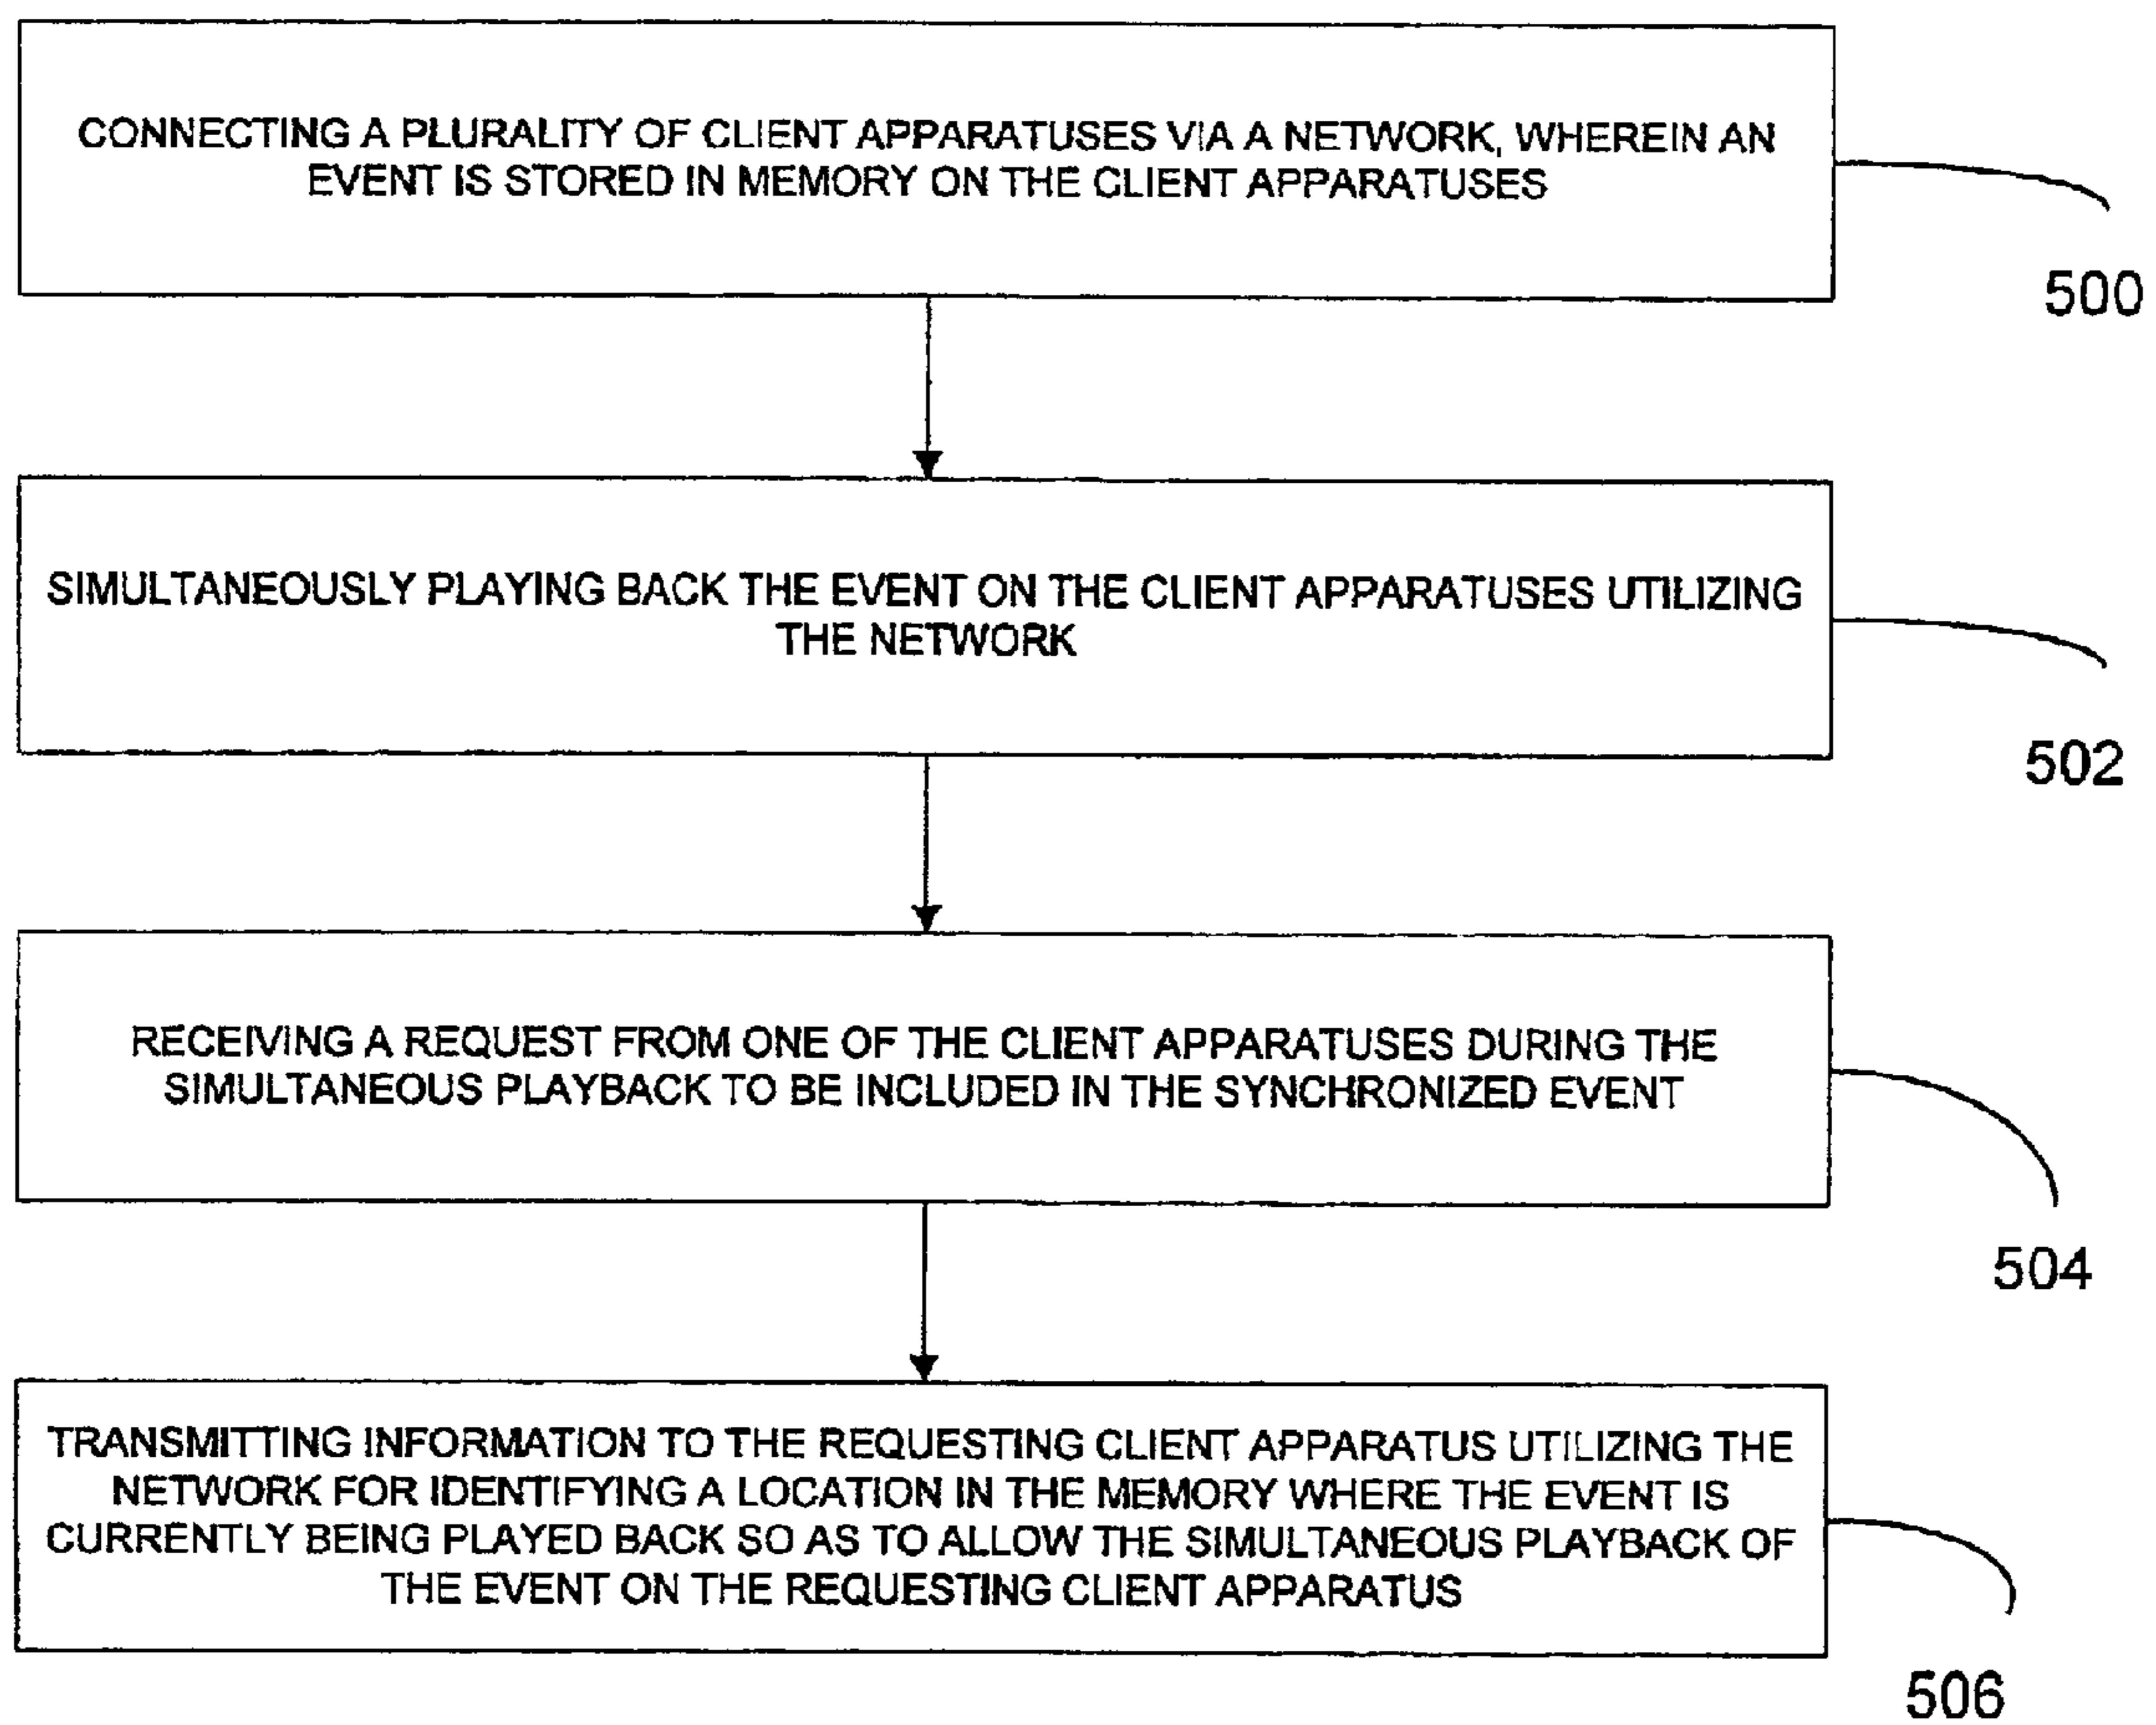 CONNECTING A PLURALITY OF CLIENT APPARATUSES VIA A NETWORK, WHEREIN AN
EVENT IS STORED IN MEMORY ON THE CLIENT APPARATUSES
500
SIMULTANEOUSLY PLAYING BACK THE EVENT ON THE CLIENT APPARATUSES UTILIZING
THE NETWORK
502
RECEIVING A REQUEST FROM ONE OF THE CLIENT APPARATUSES DURING THE
SIMULTANEOUS PLAYBACK TO BE INCLUDED IN THE SYNCHRONIZED EVENT
504
TRANSMITTING INFORMATION TO THE REQUESTING CLIENT APPARATUS UTILIZING THE
NETWORK FOR IDENTIFYING A LOCATION IN THE MEMORY WHERE THE EVENT IS
CURRENTLY BEING PLAYED BACK SO AS TO ALLOW THE SIMULTANEOUS PLAYBACK OF
THE EVENT ON THE REQUESTING CLIENT APPARATUS
506